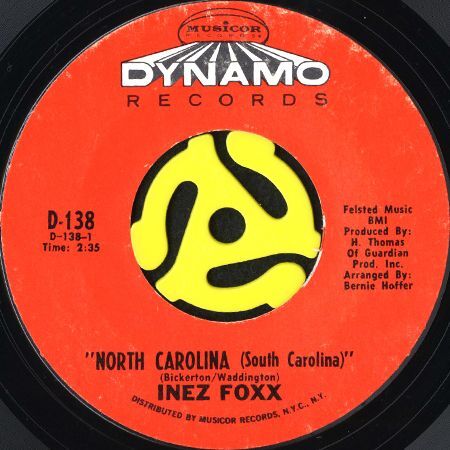 MUSICOR
RECORDS
DYNAMO
RECORDS
D-138
D-138-1
Time: 2:35
Felsted Music
BMI
Produced By:
H. Thomas
Of Guardian
Prod. Inc.
Arranged By:
Bernie Hoffer
"NORTH CAROLINA (South Carolina)"
(Bickerton/Waddington)
INEZ FOXX
DISTRIBUTED BY MUSICOR RECORDS, N.Y.C., N.Y.